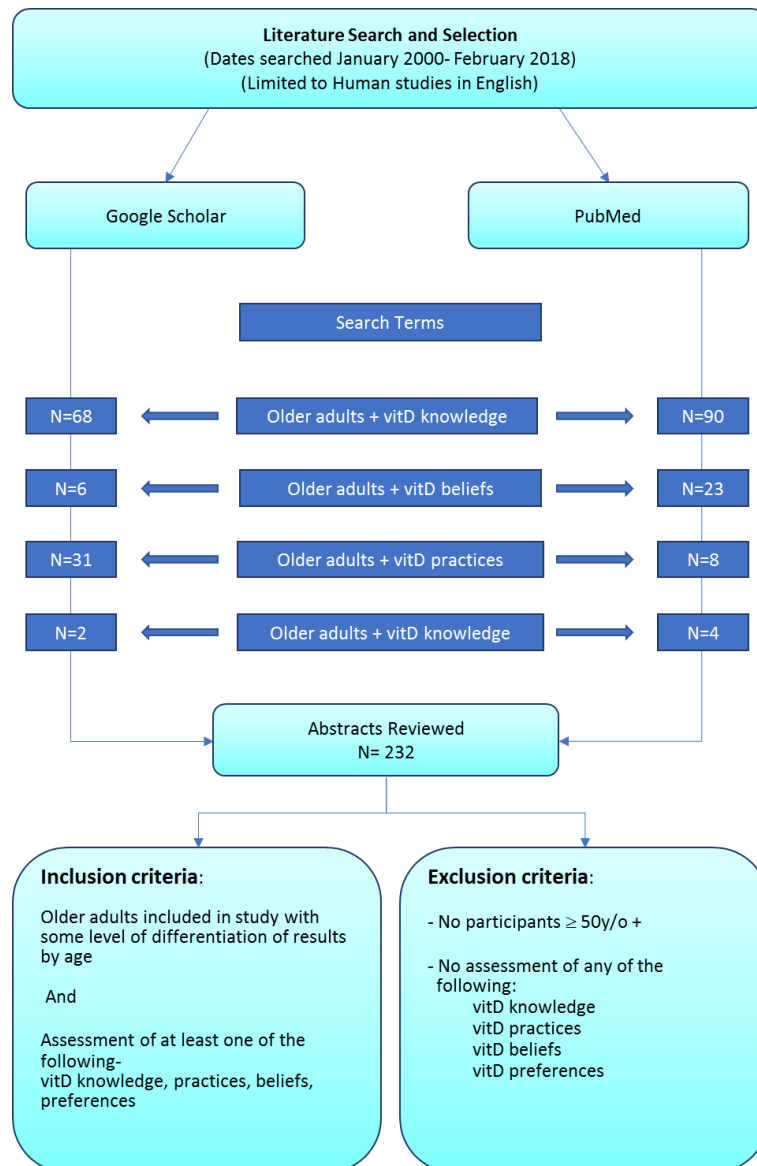 Literature Search and Selection
(Dates searched January 2000- February 2018)
(Limited to Human studies in English)
Google Scholar
PubMed
Search Terms
N=68
Older adults + vitD knowledge
N=90
N=6
Older adults + vitD beliefs
N=23
N=31
Older adults + vitD practices
N=8
N=2
Older adults + vitD knowledge
N=4
Abstracts Reviewed
N= 232
Inclusion criteria:
Older adults included in study with
some level of differentiation of results
by age
And
Assessment of at least one of the
following-
vitD knowledge, practices, beliefs,
preferences
Exclusion criteria:
- No participants ≥ 50y/o +
- No assessment of any of the
following:
vitD knowledge
vitD practices
vitD beliefs
vitD preferences